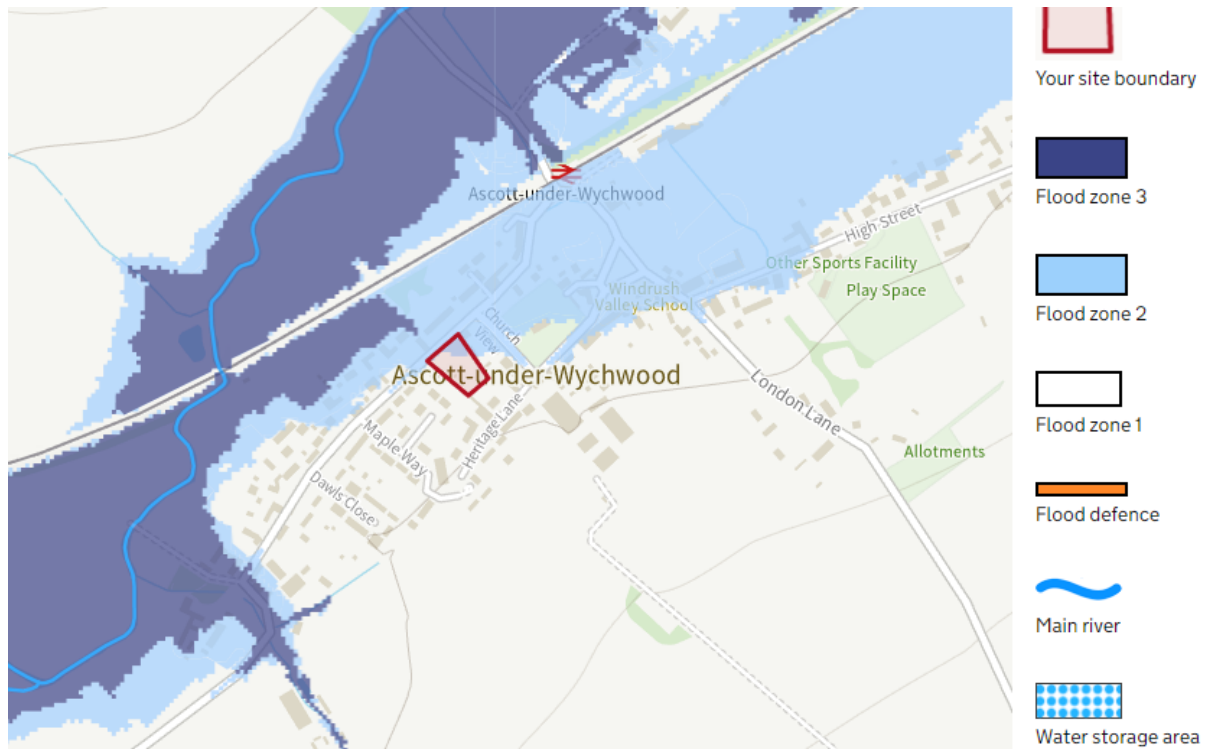 Ascott-under-Wychwood
High Street
Other Sports Facility
Play Space
Windrush
Valley School
Church
View
Ascott-under-Wychwood
London Lane
Maple Way
Heritage Lane
Dawls Close
Allotments
Your site boundary
Flood zone 3
Flood zone 2
Flood zone 1
Flood defence
Main river
Water storage area